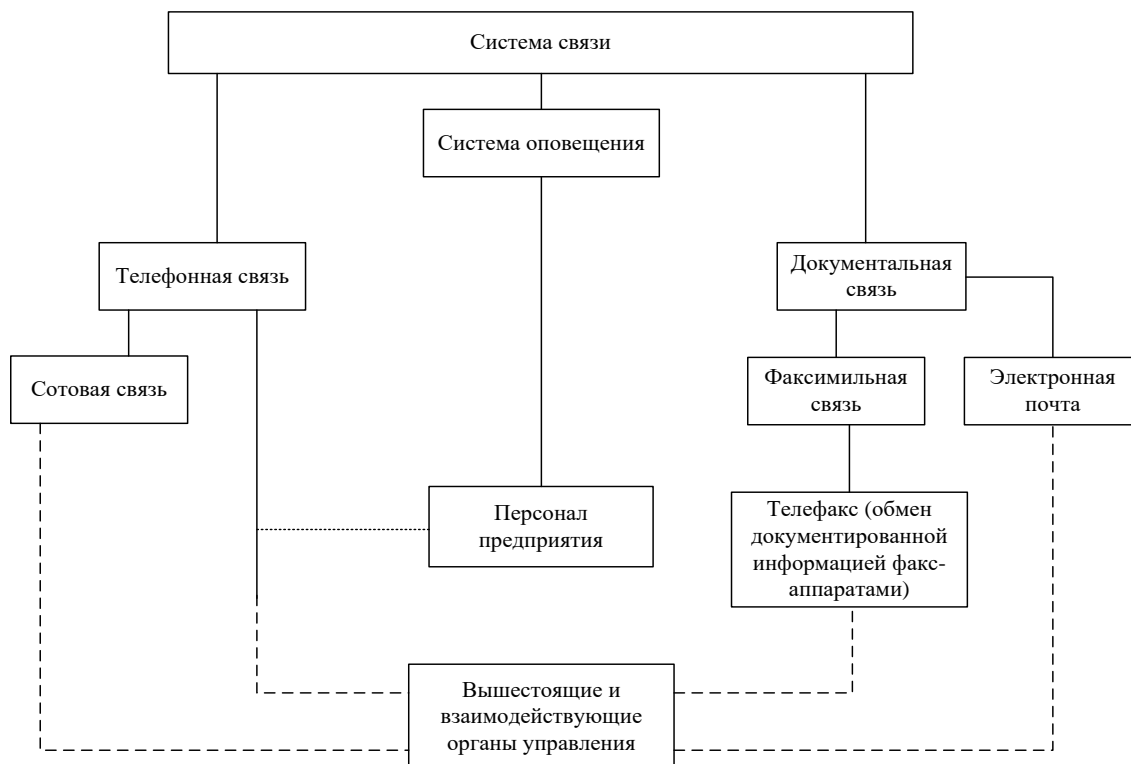 Система связи
Система оповещения
Телефонная связь
Документальная
связь
Сотовая связь
Факсимильная
связь
Электронная
почта
Персонал
предприятия
Телефакс (обмен
документированной
информацией факс-
аппаратами)
Вышестоящие и
взаимодействующие
органы управления